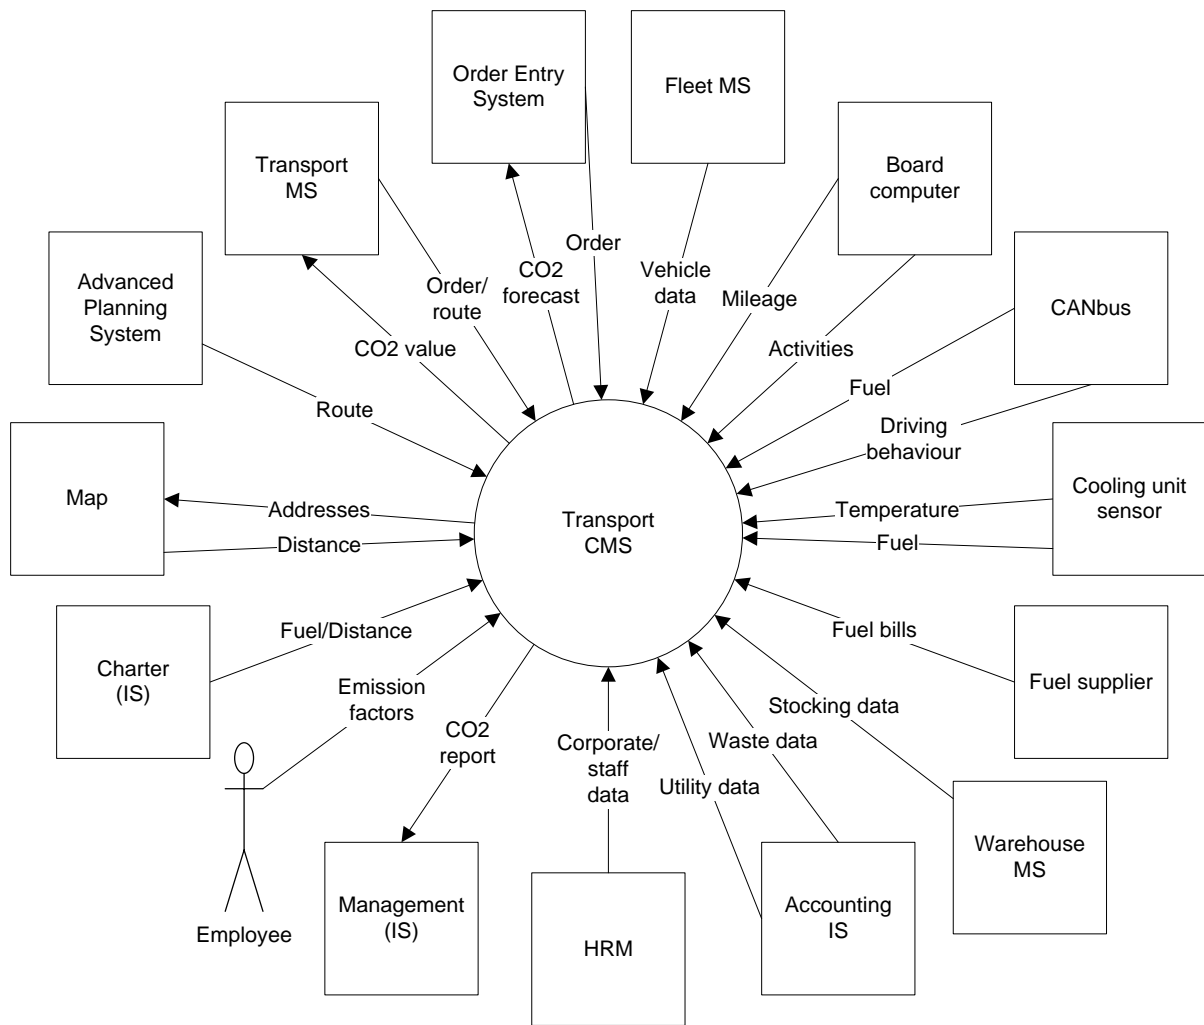 Order Entry
System
Fleet MS
Transport
MS
Board
computer
Order
CO2
forecast
Vehicle
data
Order/
route
Mileage
Advanced
Planning
System
CANbus
CO2 value
Activities
Fuel
Route
Driving
behaviour
Map
Addresses
Distance
Transport
CMS
Temperature
Fuel
Cooling unit
sensor
Fuel/Distance
Fuel bills
Charter
(IS)
Emission
factors
Fuel supplier
Stocking data
CO2
report
Corporate/
staff
data
Waste data
Utility data
Warehouse
MS
Employee
Management
(IS)
HRM
Accounting
IS